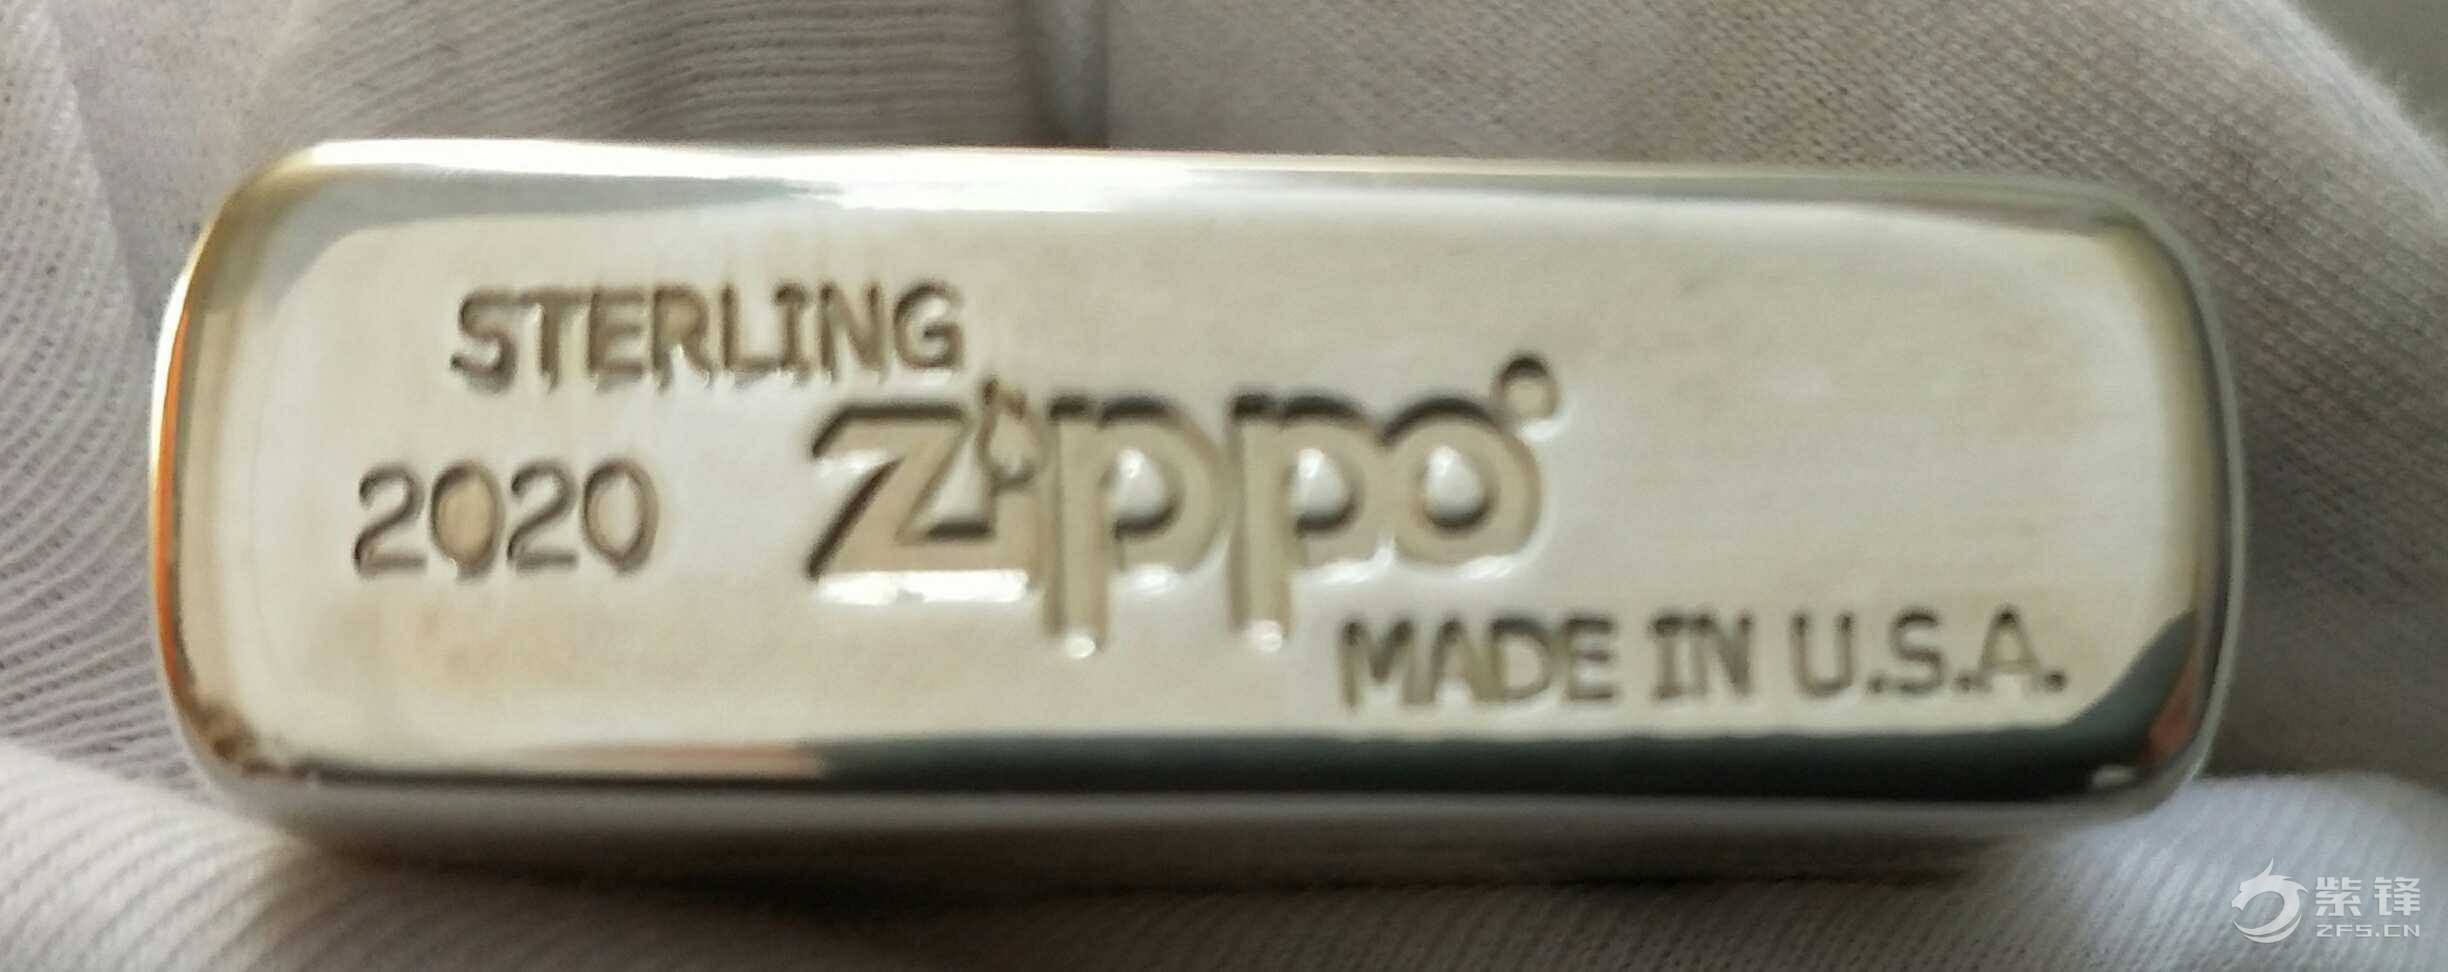 STERLING
2020
Zippo
MADE IN U.S.A.
紫锋
ZFS.CN